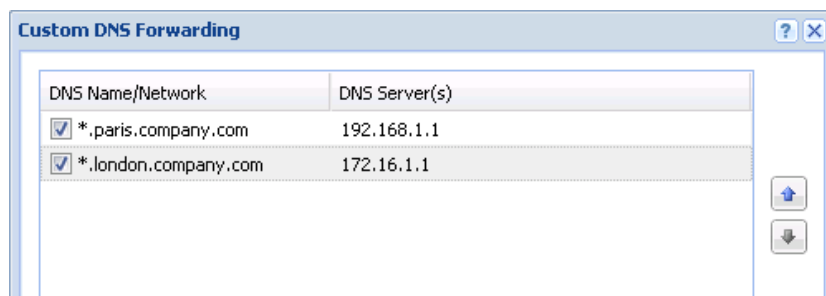 Custom DNS Forwarding
?
DNS Name/Network DNS Server(s)
*.paris.company.com 192.168.1.1
*.london.company.com 172.16.1.1